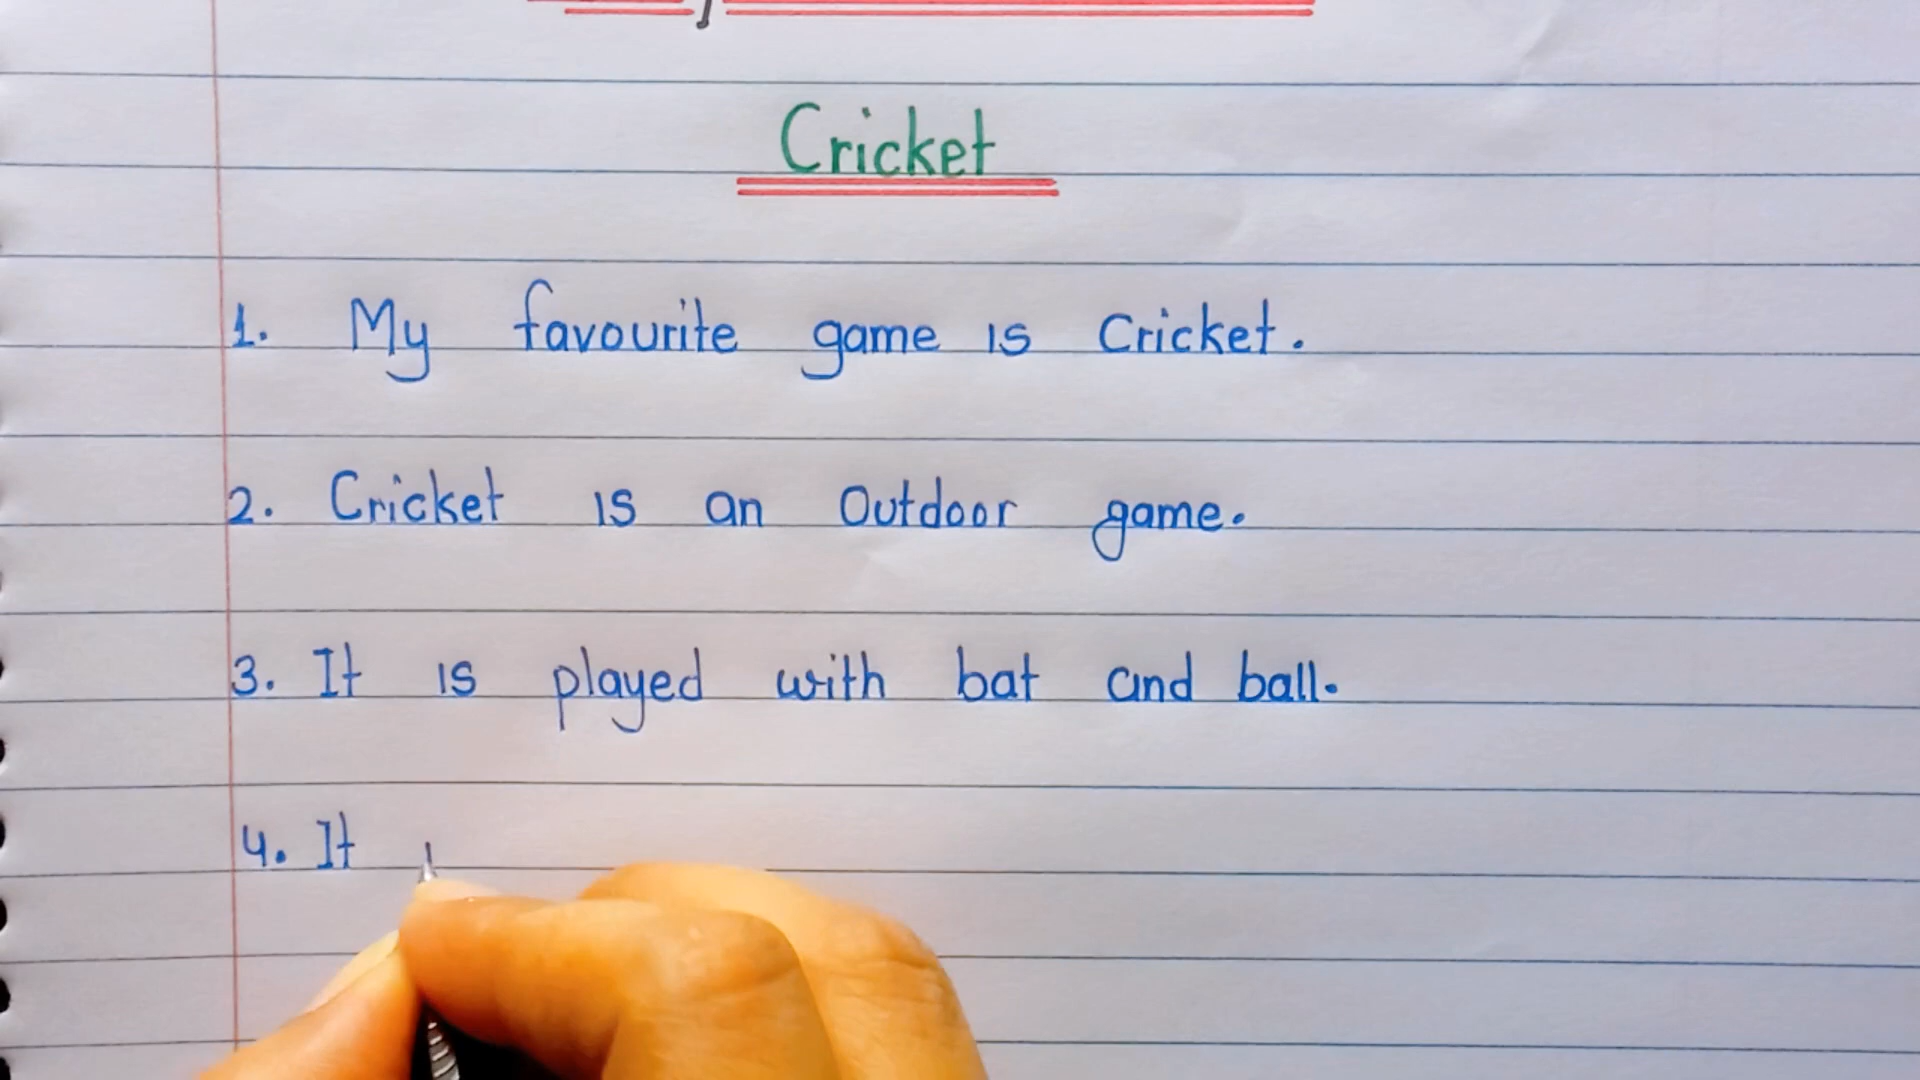 Cricket
1. My favourite game is Cricket.
2. Cricket is an Outdoor game.
3. It is played with bat and ball.
4. It